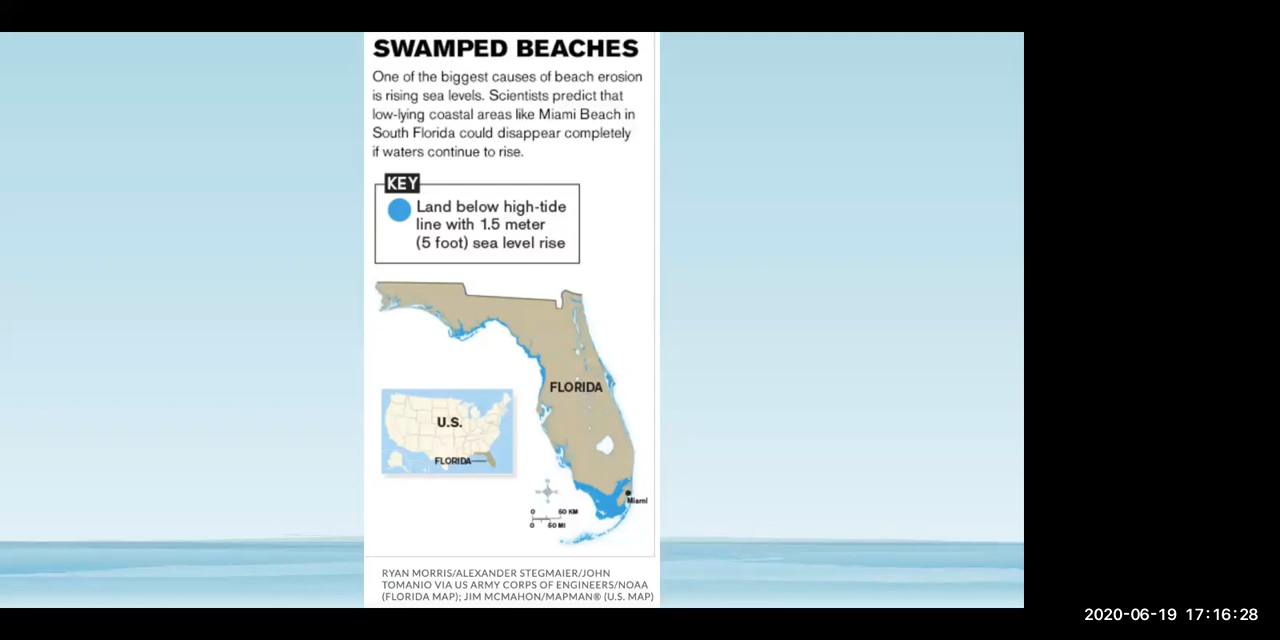 SWAMPED BEACHES
One of the biggest causes of beach erosion
is rising sea levels. Scientists predict that
low-lying coastal areas like Miami Beach in
South Florida could disappear completely
if waters continue to rise.
KEY
Land below high-tide
line with 1.5 meter
(5 foot) sea level rise
FLORIDA
U.S.
FLORIDA
Miami
0 50 KM
0 50 MI
RYAN MORRIS/ALEXANDER STEGMAIER/JOHN
TOMANIO VIA US ARMY CORPS OF ENGINEERS/NOAA
(FLORIDA MAP); JIM MCMAHON/MAPMAN® (U.S. MAP)
2020-06-19 17:16:28